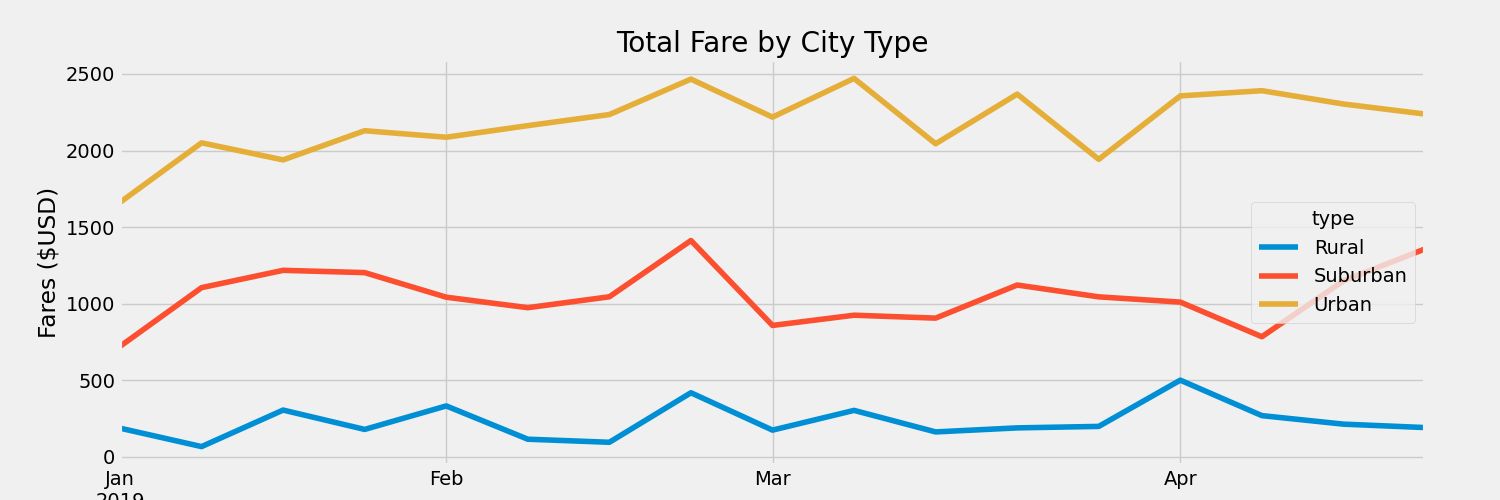 Total Fare by City Type
Fares ($USD)
2500
2000
1500
1000
500
0
type
Rural
Suburban
Urban
Jan Feb Mar Apr
2019